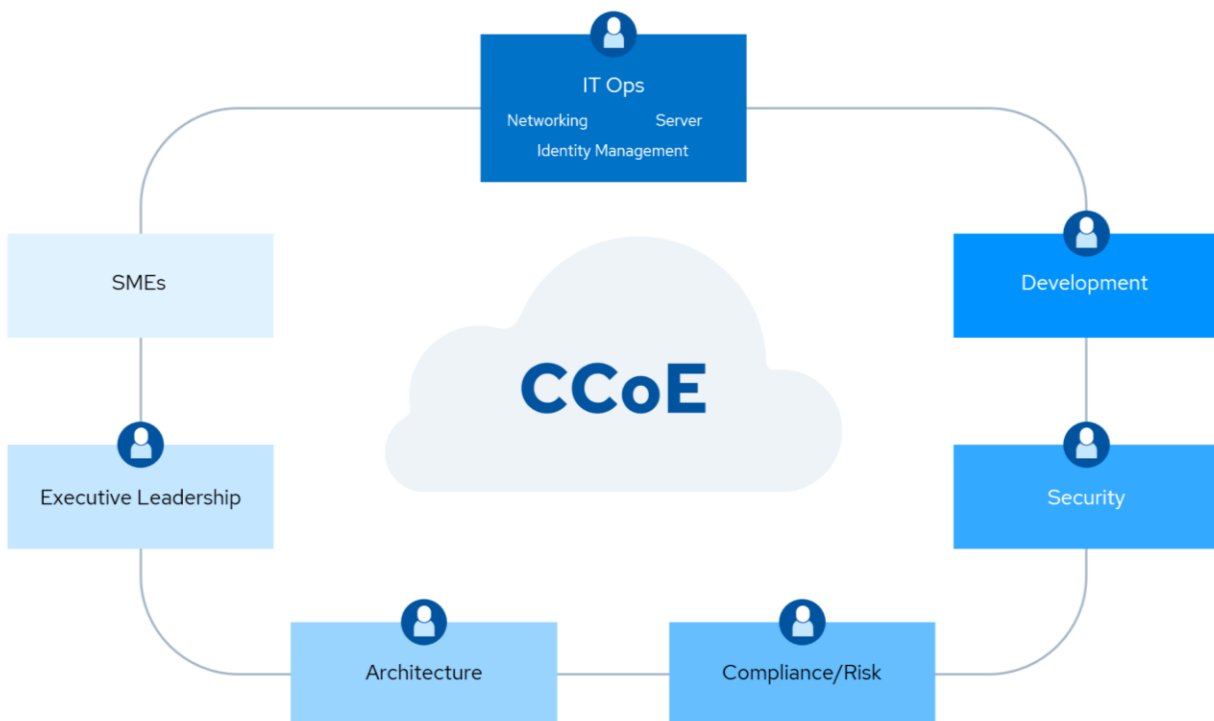 IT Ops
Networking Server
Identity Management
SMEs
Development
CCoE
Executive Leadership
Security
Architecture
Compliance/Risk